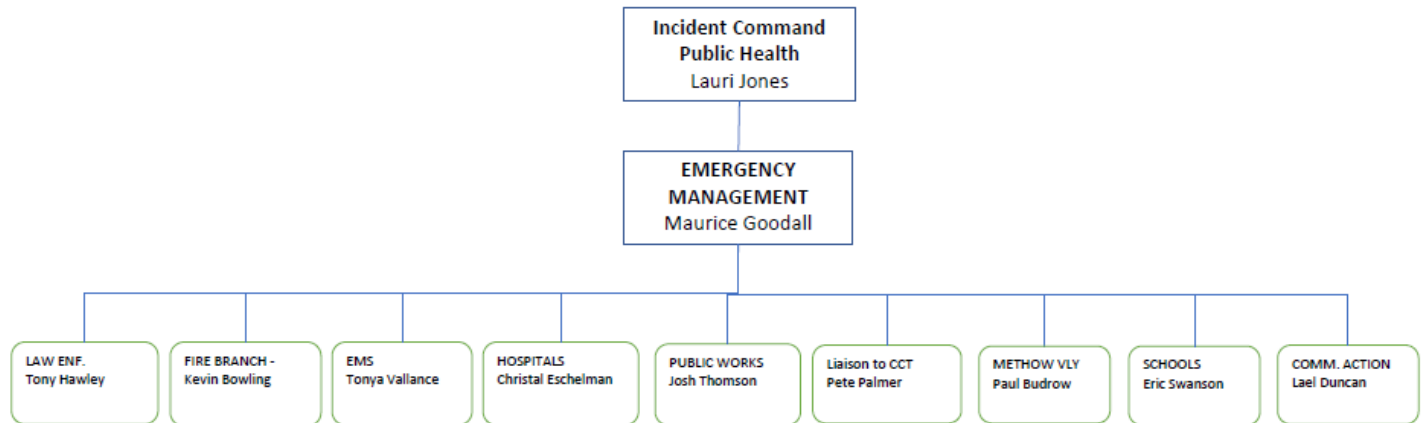 Incident Command
Public Health
Lauri Jones
EMERGENCY
MANAGEMENT
Maurice Goodall
LAW ENF.
Tony Hawley
FIRE BRANCH -
Kevin Bowling
EMS
Tonya Vallance
HOSPITALS
Christal Eschelman
PUBLIC WORKS
Josh Thomson
Liaison to CCT
Pete Palmer
METHOW VLY
Paul Budrow
SCHOOLS
Eric Swanson
COMM. ACTION
Lael Duncan